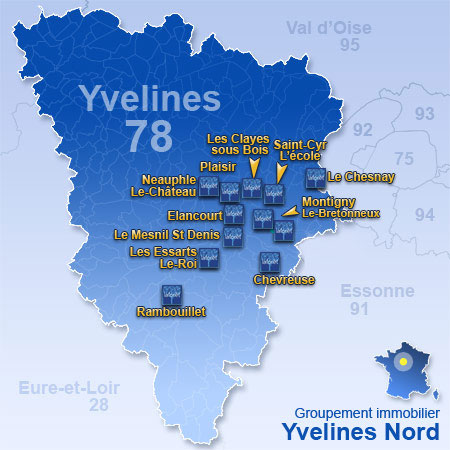 Val d'Oise
95
Yvelines
78
93
92
75
94
Les Clayes
sous Bois
Saint-Cyr
L'école
Plaisir
Neauphle
Le-Château
Le Chesnay
Montigny
Le-Bretonneux
Elancourt
Le Mesnil St Denis
Les Essarts
Le-Roi
Chevreuse
Rambouillet
Essonne
91
Eure-et-Loir
28
Groupement immobilier
Yvelines Nord